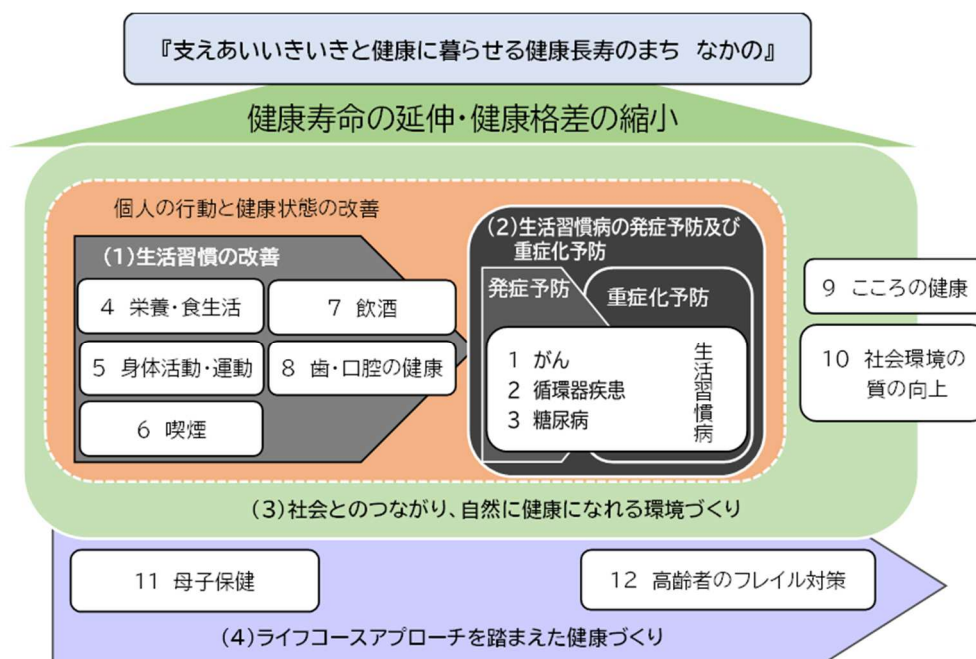 『支えあいいきいきと健康に暮らせる健康長寿のまち なかの』
健康寿命の延伸・健康格差の縮小
個人の行動と健康状態の改善
(1)生活習慣の改善
4 栄養・食生活
7 飲酒
5 身体活動・運動
8 歯・口腔の健康
6 喫煙
(2)生活習慣病の発症予防及び
重症化予防
発症予防
重症化予防
1 がん
2 循環器疾患
3 糖尿病
生活習慣病
9 こころの健康
10 社会環境の
質の向上
(3)社会とのつながり、自然に健康になれる環境づくり
11 母子保健
12 高齢者のフレイル対策
(4)ライフコースアプローチを踏まえた健康づくり